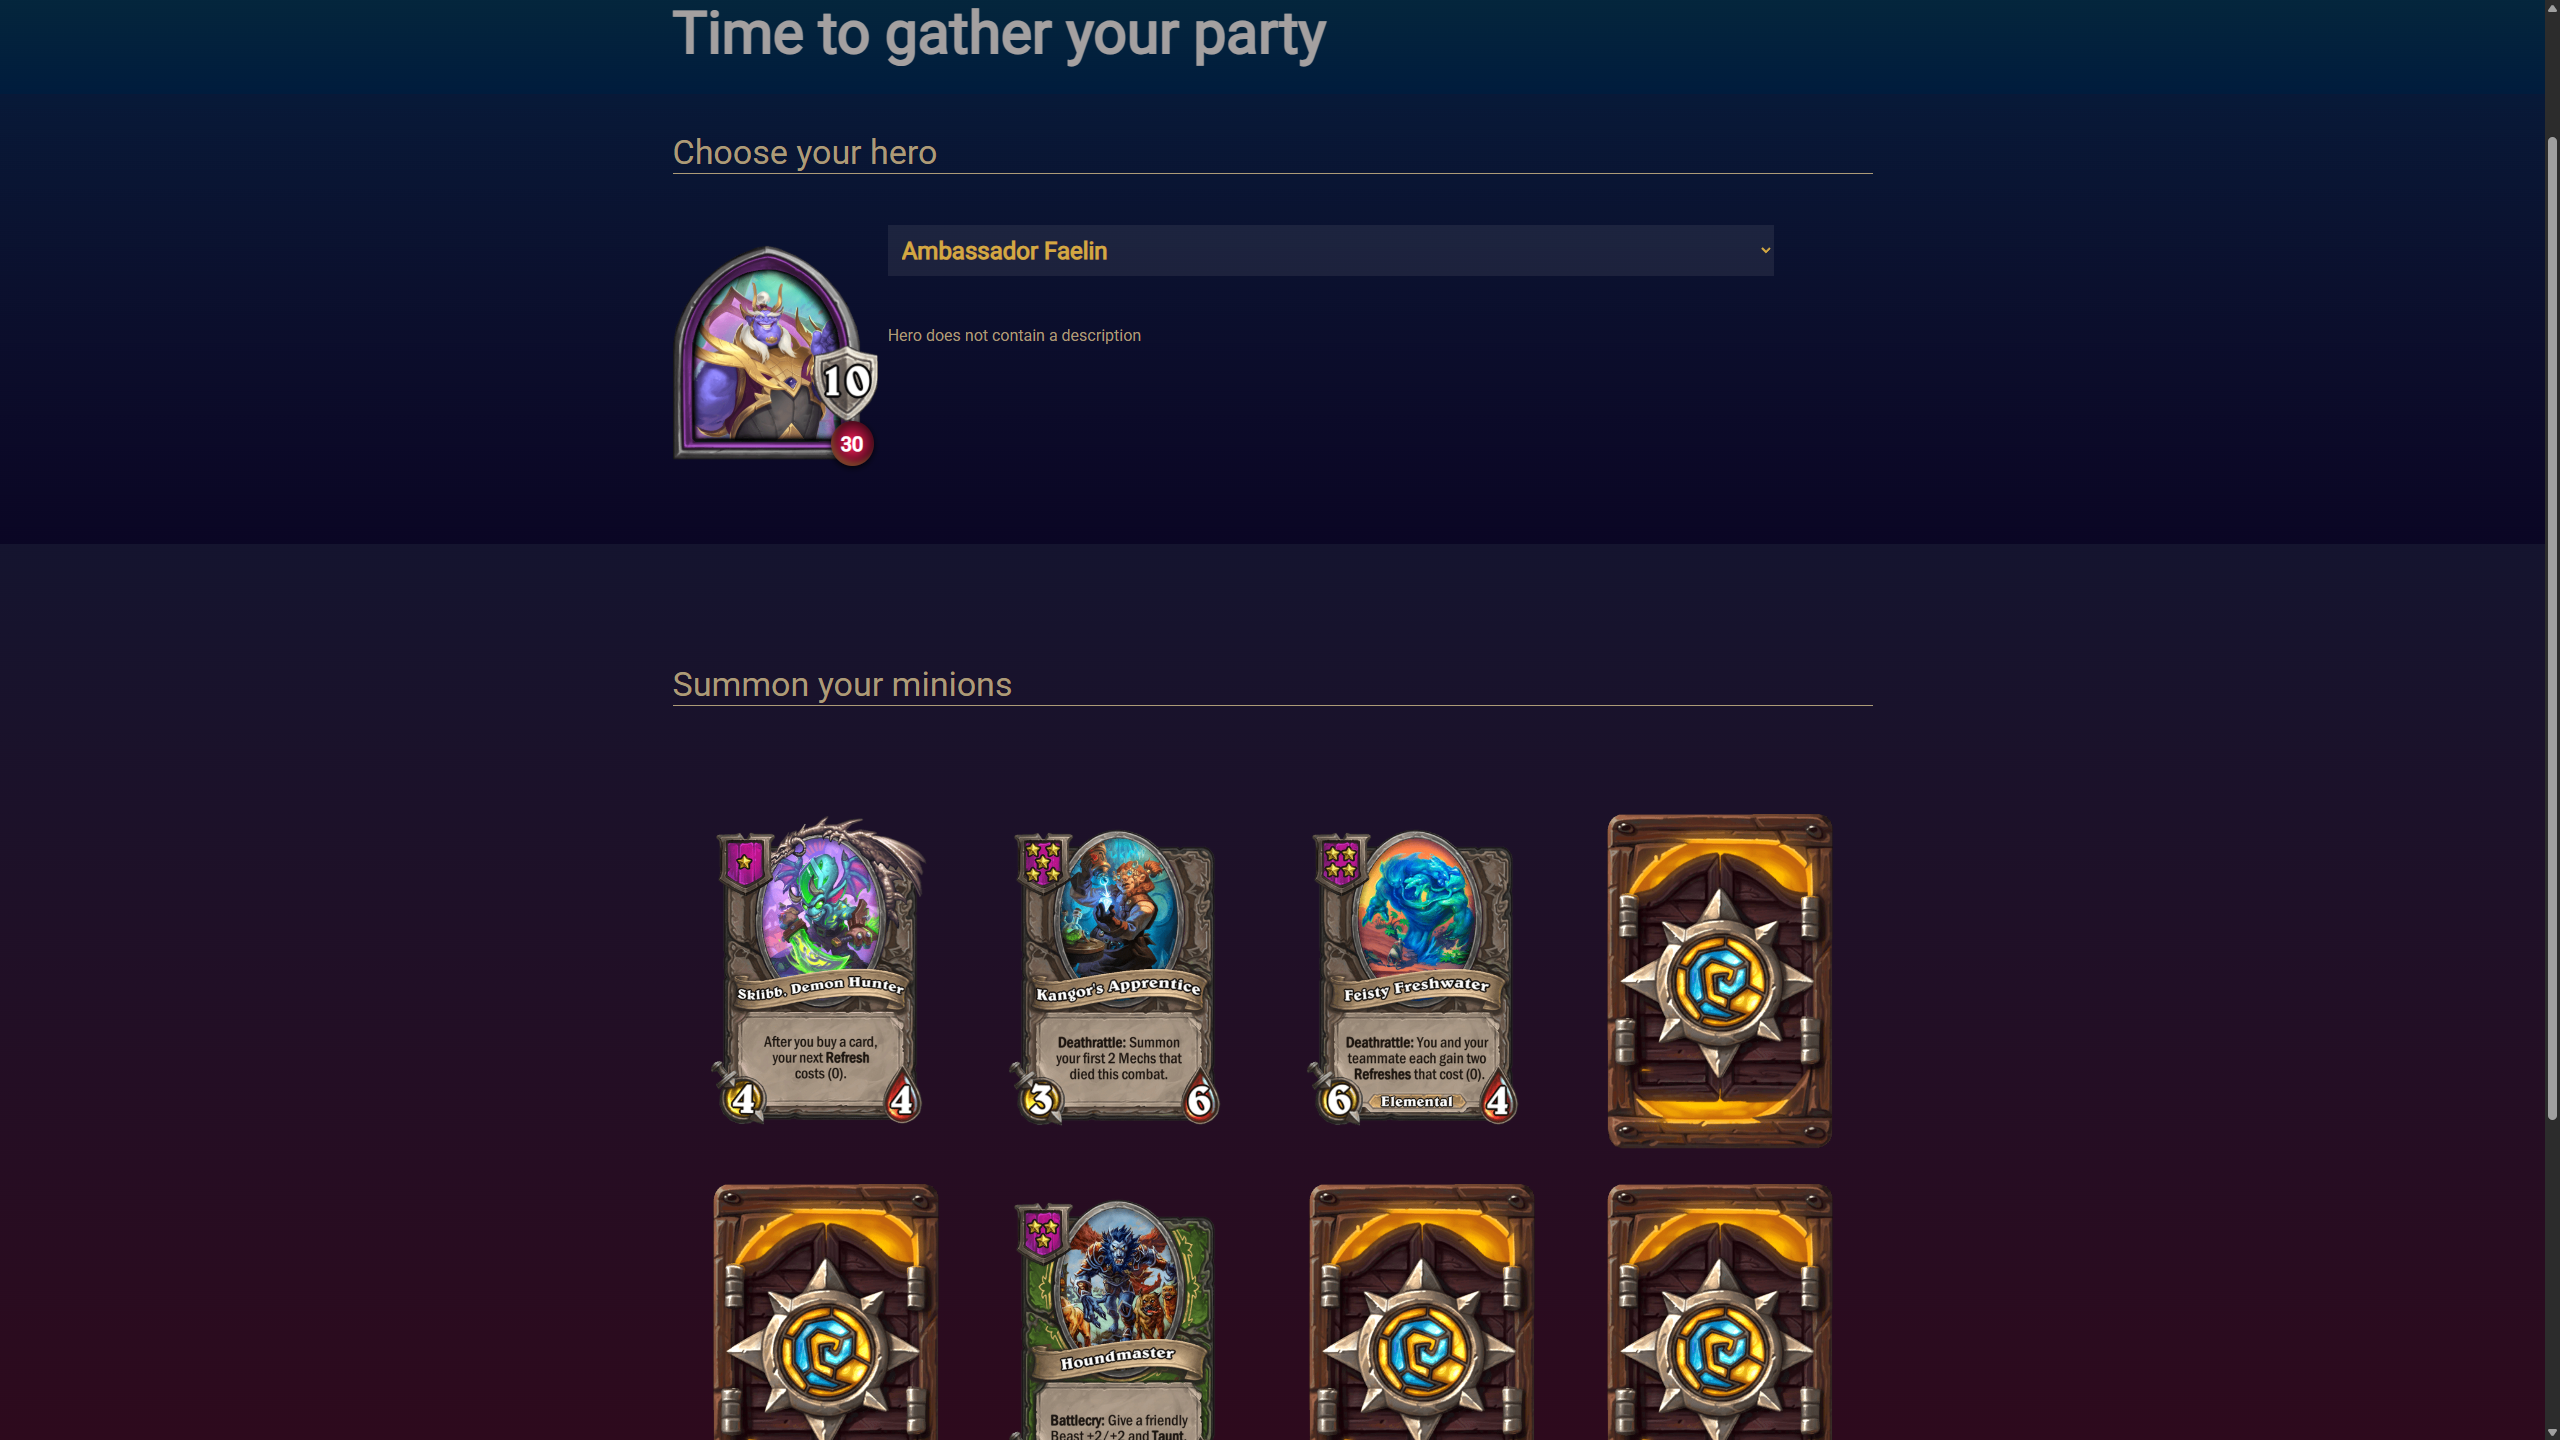 Time to gather your party
Choose your hero
Ambassador Faelin
Hero does not contain a description
10
30
Summon your minions
Sklibb, Demon Hunter
After you buy a card,
your next Refresh
costs (0).
4
4
Kangor's Apprentice
Deathrattle: Summon
your first 2 Mechs that
died this combat.
3
6
Feisty Freshwater
Deathrattle: You and your
teammate each gain two
Refreshes that cost (0).
6
Elemental
4
Houndmaster
Battlecry: Give a friendly
Beast +2/+2 and Taunt.